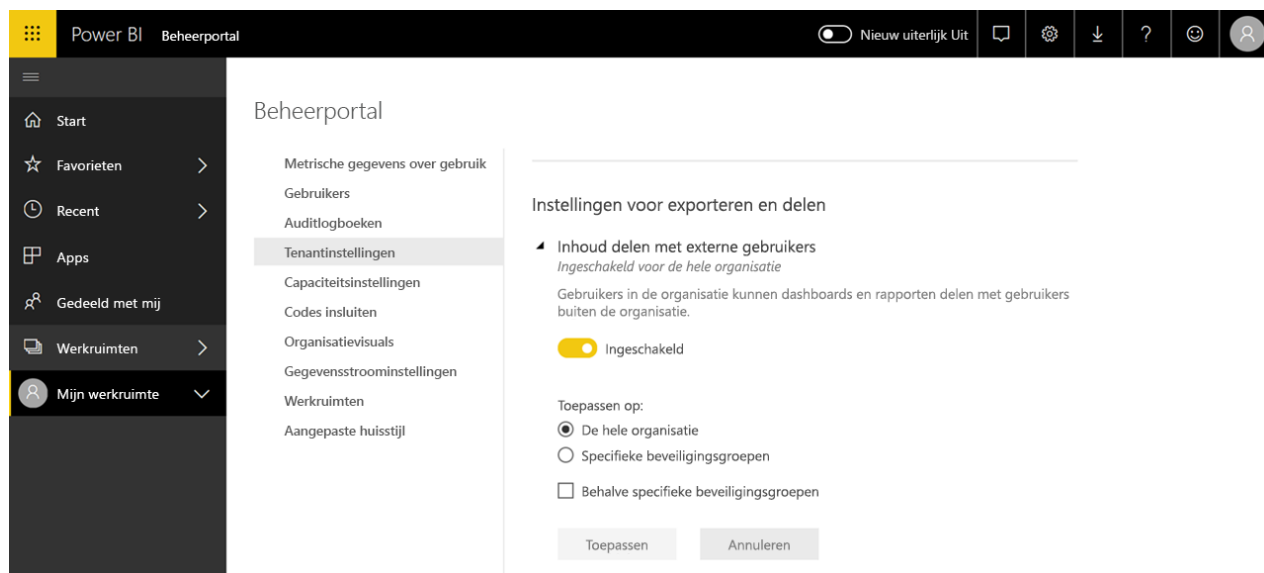 Power BI Beheerportal
Nieuw uiterlijk Uit
Start
Favorieten
Recent
Apps
Gedeeld met mij
Werkruimten
Mijn werkruimte
Beheerportal
Metrische gegevens over gebruik
Gebruikers
Auditlogboeken
Tenantinstellingen
Capaciteitsinstellingen
Codes insluiten
Organisatievisuals
Gegevensstroominstellingen
Werkruimten
Aangepaste huisstijl
Instellingen voor exporteren en delen
Inhoud delen met externe gebruikers
Ingeschakeld voor de hele organisatie
Gebruikers in de organisatie kunnen dashboards en rapporten delen met gebruikers
buiten de organisatie.
Ingeschakeld
Toepassen op:
De hele organisatie
Specifieke beveiligingsgroepen
Behalve specifieke beveiligingsgroepen
Toepassen
Annuleren